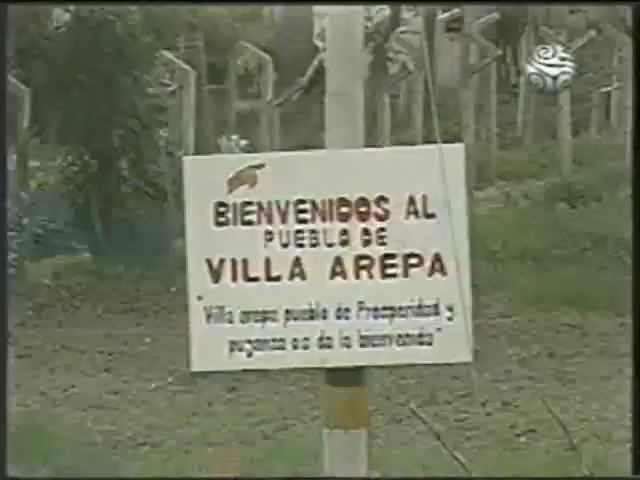 BIENVENIDOS AL
PUEBLO DE
VILLA AREPA
"Villa arepa pueblo de Prosperidad y
pujanza os da la bienvenida"